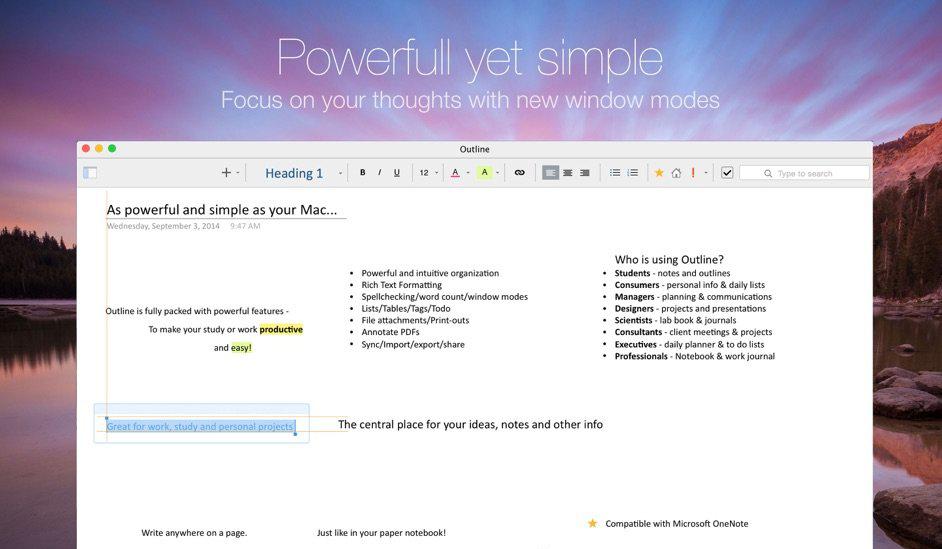 Powerfull yet simple
Focus on your thoughts with new window modes
Outline
Heading 1
B I U
12
A
A
Type to search
As powerful and simple as your Mac...
Wednesday, September 3, 2014 9:47 AM
Outline is fully packed with powerful features -
To make your study or work productive
and easy!
• Powerful and intuitive organization
• Rich Text Formatting
• Spellchecking/word count/window modes
• Lists/Tables/Tags/Todo
• File attachments/Print-outs
• Annotate PDFs
• Sync/Import/export/share
Who is using Outline?
• Students - notes and outlines
• Consumers - personal info & daily lists
• Managers - planning & communications
• Designers - projects and presentations
• Scientists - lab book & journals
• Consultants - client meetings & projects
• Executives - daily planner & to do lists
• Professionals - Notebook & work journal
Great for work, study and personal projects
The central place for your ideas, notes and other info
Write anywhere on a page.
Just like in your paper notebook!
Compatible with Microsoft OneNote